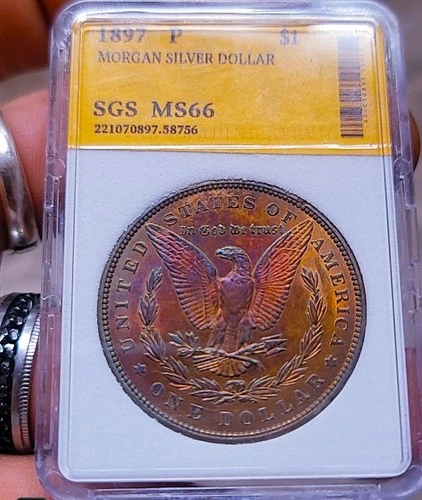 1897 P $1
MORGAN SILVER DOLLAR
SGS MS66
221070897.58756
UNITED STATES OF AMERICA
In God We trust
ONE DOLLAR